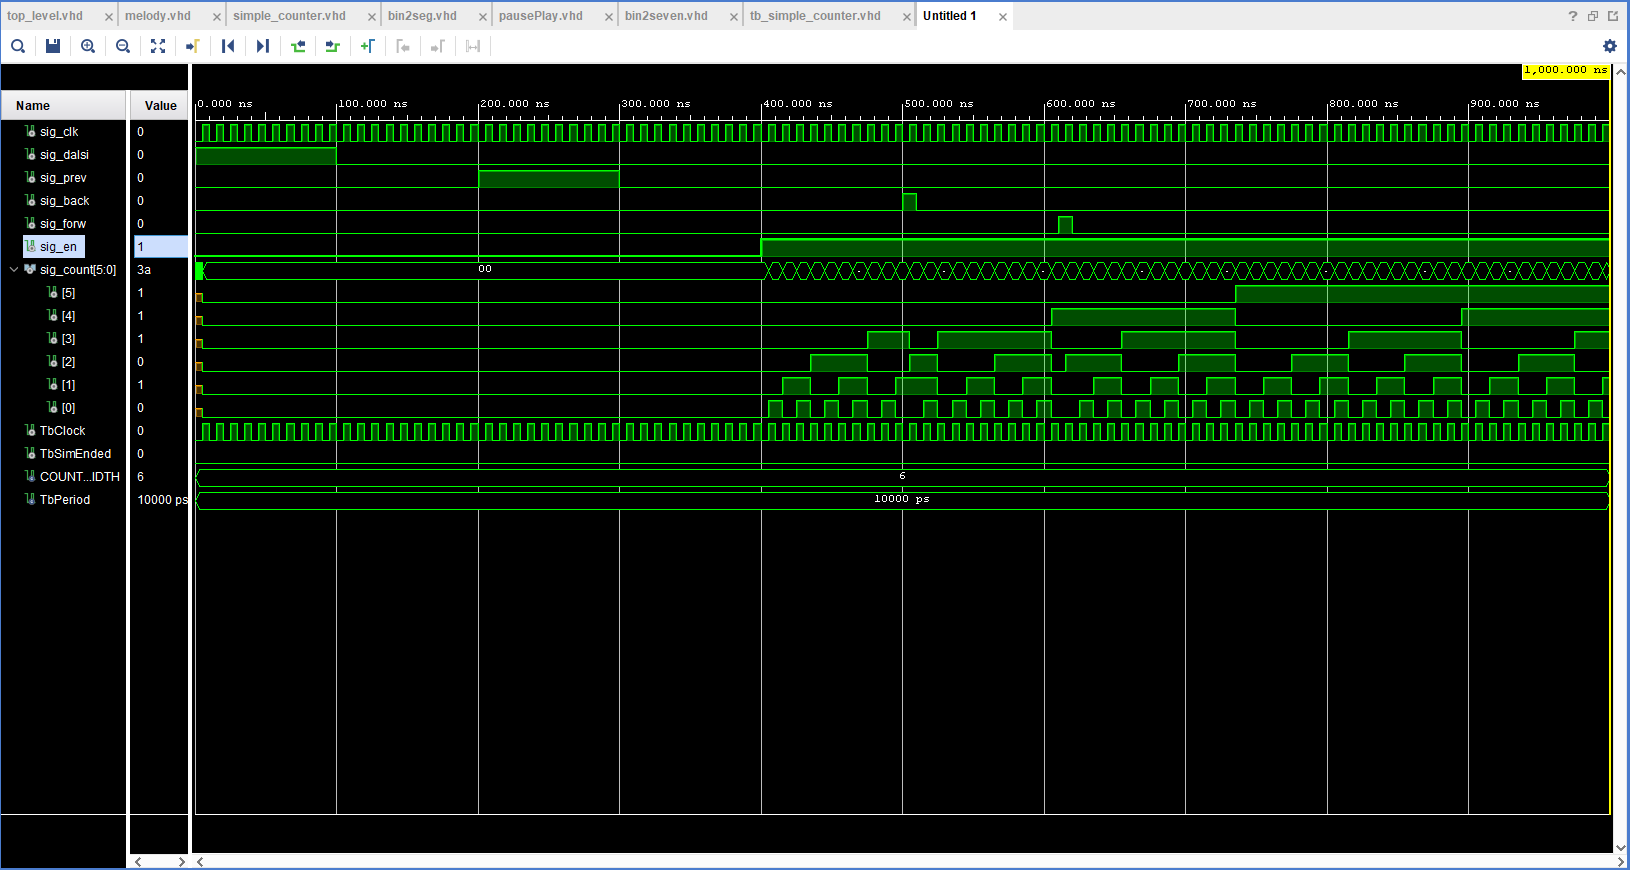 top_level.vhd × melody.vhd × simple_counter.vhd × bin2seg.vhd × pausePlay.vhd × bin2seven.vhd × tb_simple_counter.vhd × Untitled 1 × ?
1,000.000 ns
Name Value 0.000 ns 100.000 ns 200.000 ns 300.000 ns 400.000 ns 500.000 ns 600.000 ns 700.000 ns 800.000 ns 900.000 ns
sig_clk 0
sig_dalsi 0
sig_prev 0
sig_back 0
sig_forw 0
sig_en 1
sig_count[5:0] 3a 00
[5] 1
[4] 1
[3] 1
[2] 0
[1] 1
[0] 0
TbClock 0
TbSimEnded 0
COUNT...IDTH 6 6
TbPeriod 10000 ps 10000 ps